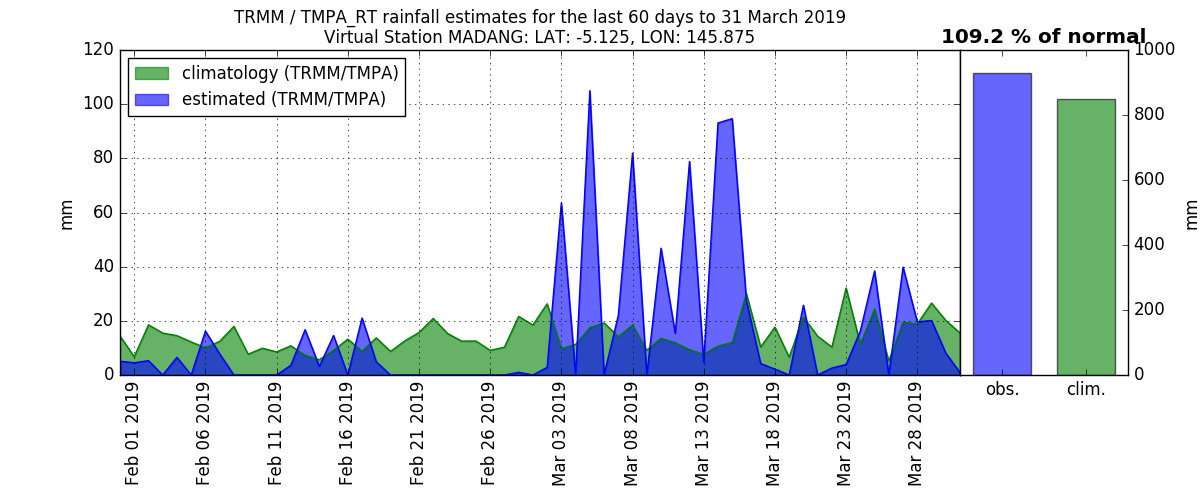 TRMM / TMPA_RT rainfall estimates for the last 60 days to 31 March 2019
Virtual Station MADANG: LAT: -5.125, LON: 145.875
109.2 % of normal
climatology (TRMM/TMPA)
estimated (TRMM/TMPA)
mm
120
100
80
60
40
20
0
Feb 01 2019
Feb 06 2019
Feb 11 2019
Feb 16 2019
Feb 21 2019
Feb 26 2019
Mar 03 2019
Mar 08 2019
Mar 13 2019
Mar 18 2019
Mar 23 2019
Mar 28 2019
1000
800
600
400
200
0
mm
obs.
clim.